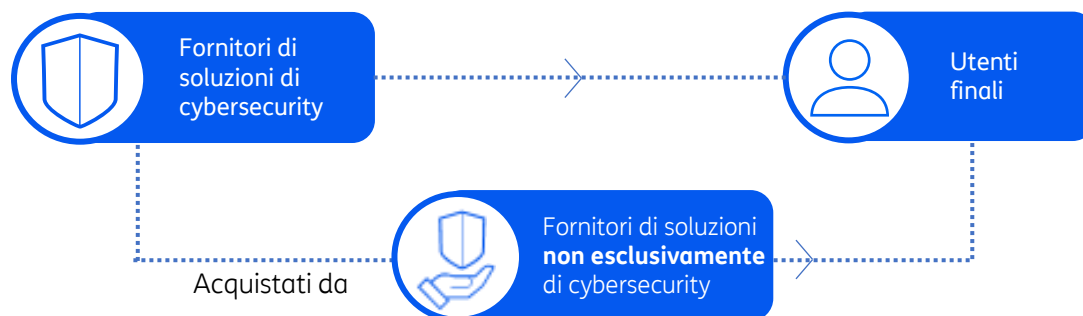 Fornitori di
soluzioni di
cybersecurity
Utenti
finali
Fornitori di soluzioni
non esclusivamente
di cybersecurity
Acquistati da